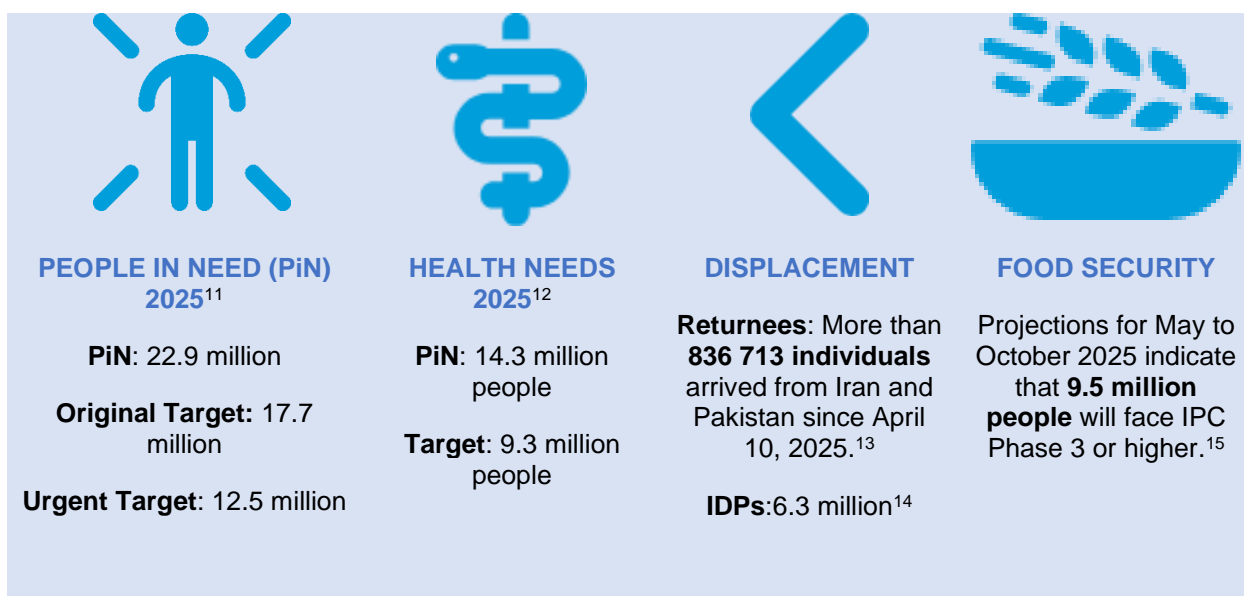 PEOPLE IN NEED (PiN)
2025¹¹
PiN: 22.9 million
Original Target: 17.7
million
Urgent Target: 12.5 million
HEALTH NEEDS
2025¹²
PiN: 14.3 million
people
Target: 9.3 million
people
DISPLACEMENT
Returnees: More than
836 713 individuals
arrived from Iran and
Pakistan since April
10, 2025.¹³
IDPs:6.3 million¹⁴
FOOD SECURITY
Projections for May to
October 2025 indicate
that 9.5 million
people will face IPC
Phase 3 or higher.¹⁵